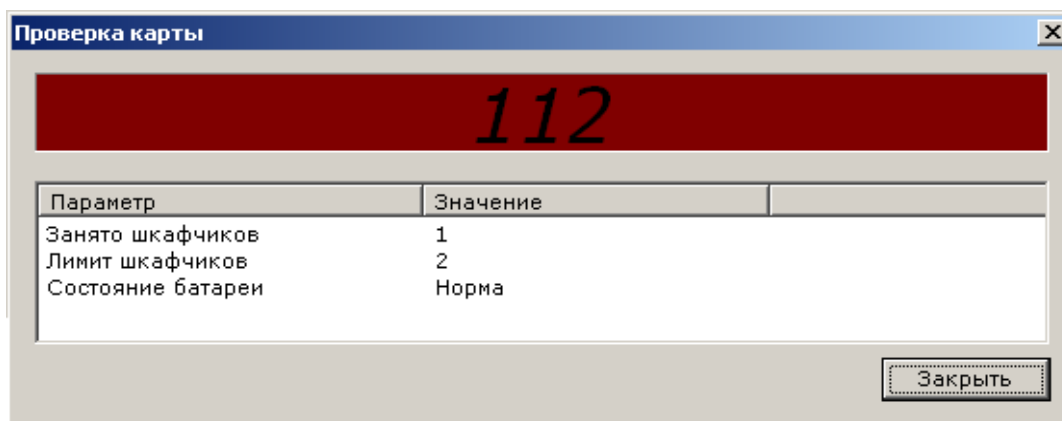 Проверка карты
112
Параметр Значение
Занято шкафчиков 1
Лимит шкафчиков 2
Состояние батареи Норма
Закрыть